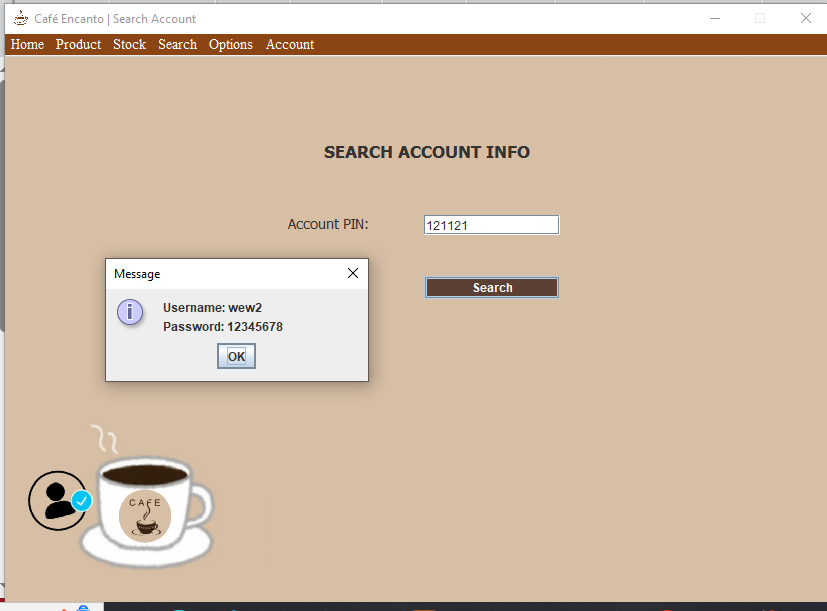 Café Encanto | Search Account
Home Product Stock Search Options Account
SEARCH ACCOUNT INFO
Account PIN: 121121
Search
Message
Username: wew2
Password: 12345678
OK
CAFE